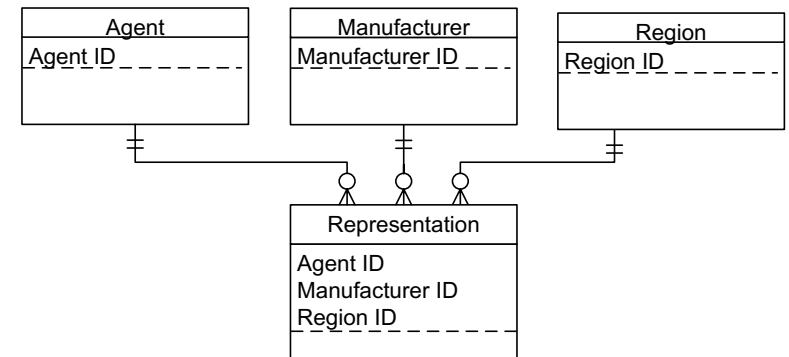 Agent
Agent ID
Manufacturer
Manufacturer ID
Region
Region ID
Representation
Agent ID
Manufacturer ID
Region ID